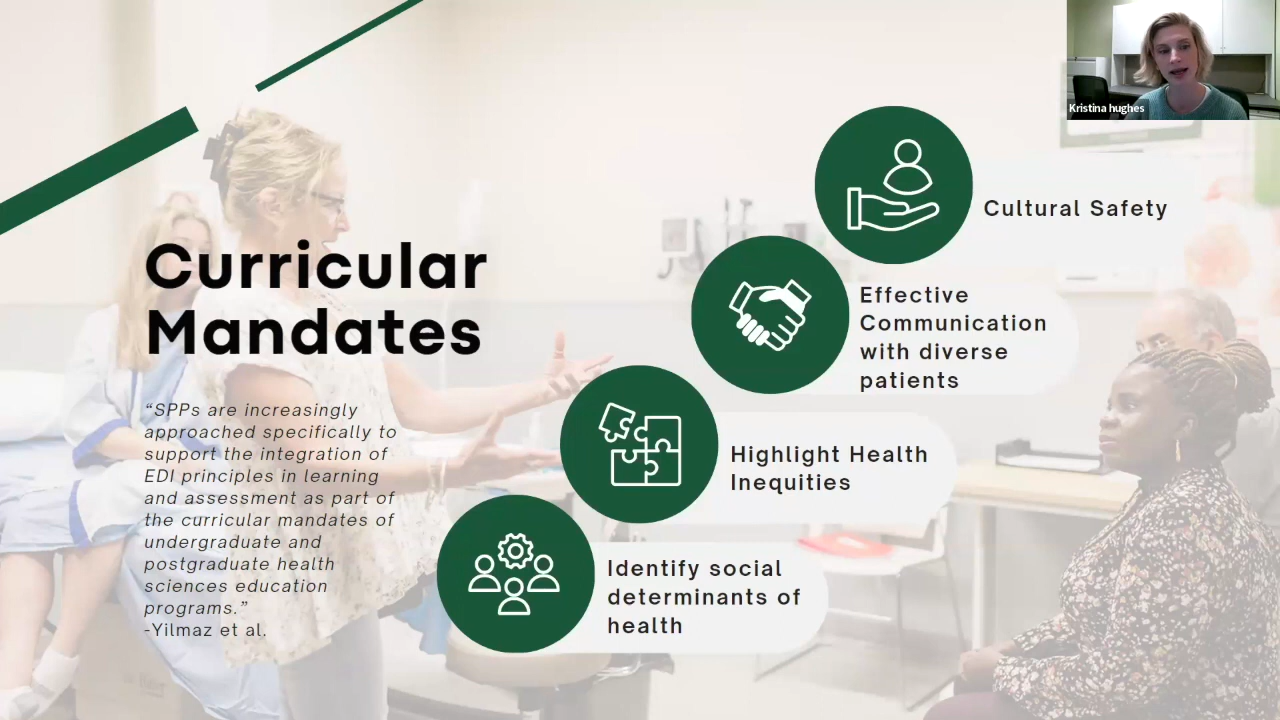 Kristina hughes
Curricular
Mandates
“SPPs are increasingly
approached specifically to
support the integration of
EDI principles in learning
and assessment as part of
the curricular mandates of
undergraduate and
postgraduate health
sciences education
programs.”
-Yilmaz et al.
Cultural Safety
Effective
Communication
with diverse
patients
Highlight Health
Inequities
Identify social
determinants of
health